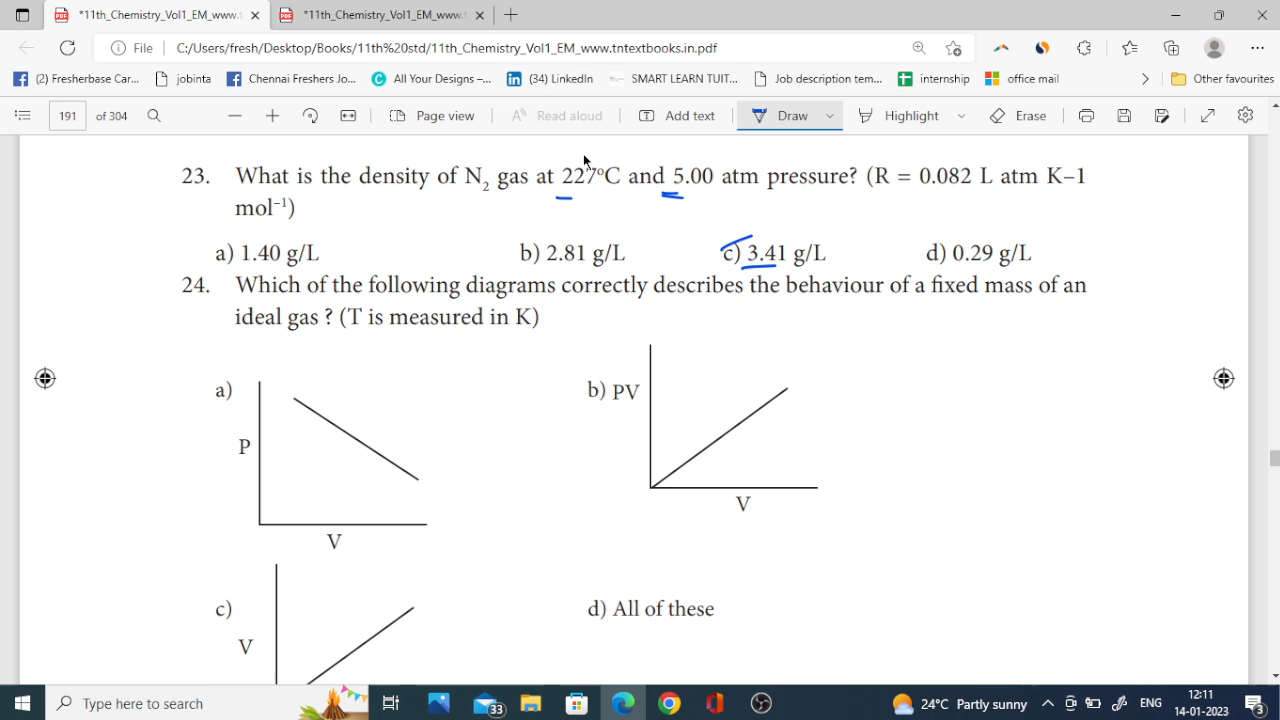 *11th_Chemistry_Vol1_EM_www.t
*11th_Chemistry_Vol1_EM_www.t
File
C:/Users/fresh/Desktop/Books/11th%20std/11th_Chemistry_Vol1_EM_www.tntextbooks.in.pdf
(2) Fresherbase Car...
jobinta
Chennai Freshers Jo...
All Your Designs –...
(34) LinkedIn
SMART LEARN TUIT...
Job description tem...
internship
office mail
Other favourites
191 of 304
Page view
Read aloud
Add text
Draw
Highlight
Erase
23. What is the density of N2 gas at 227°C and 5.00 atm pressure? (R = 0.082 L atm K–1
mol⁻¹)
a) 1.40 g/L b) 2.81 g/L c) 3.41 g/L d) 0.29 g/L
24. Which of the following diagrams correctly describes the behaviour of a fixed mass of an
ideal gas ? (T is measured in K)
a)
P
V
b) PV
V
c)
V
d) All of these
Type here to search
33
24°C Partly sunny
ENG
12:11
14-01-2023
3